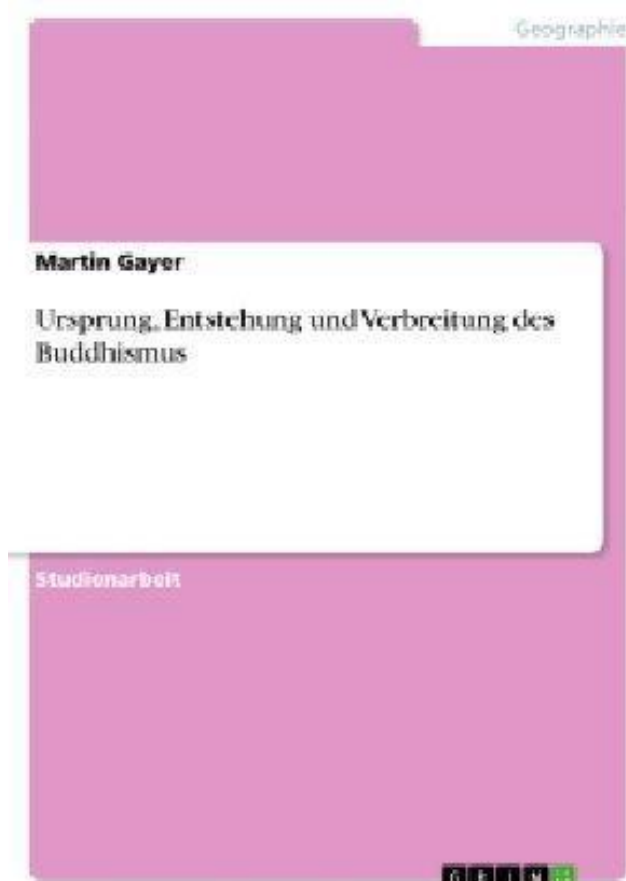 Geographie
Martin Gayer
Ursprung, Entstehung und Verbreitung des
Buddhismus
Studienarbeit
GRIN